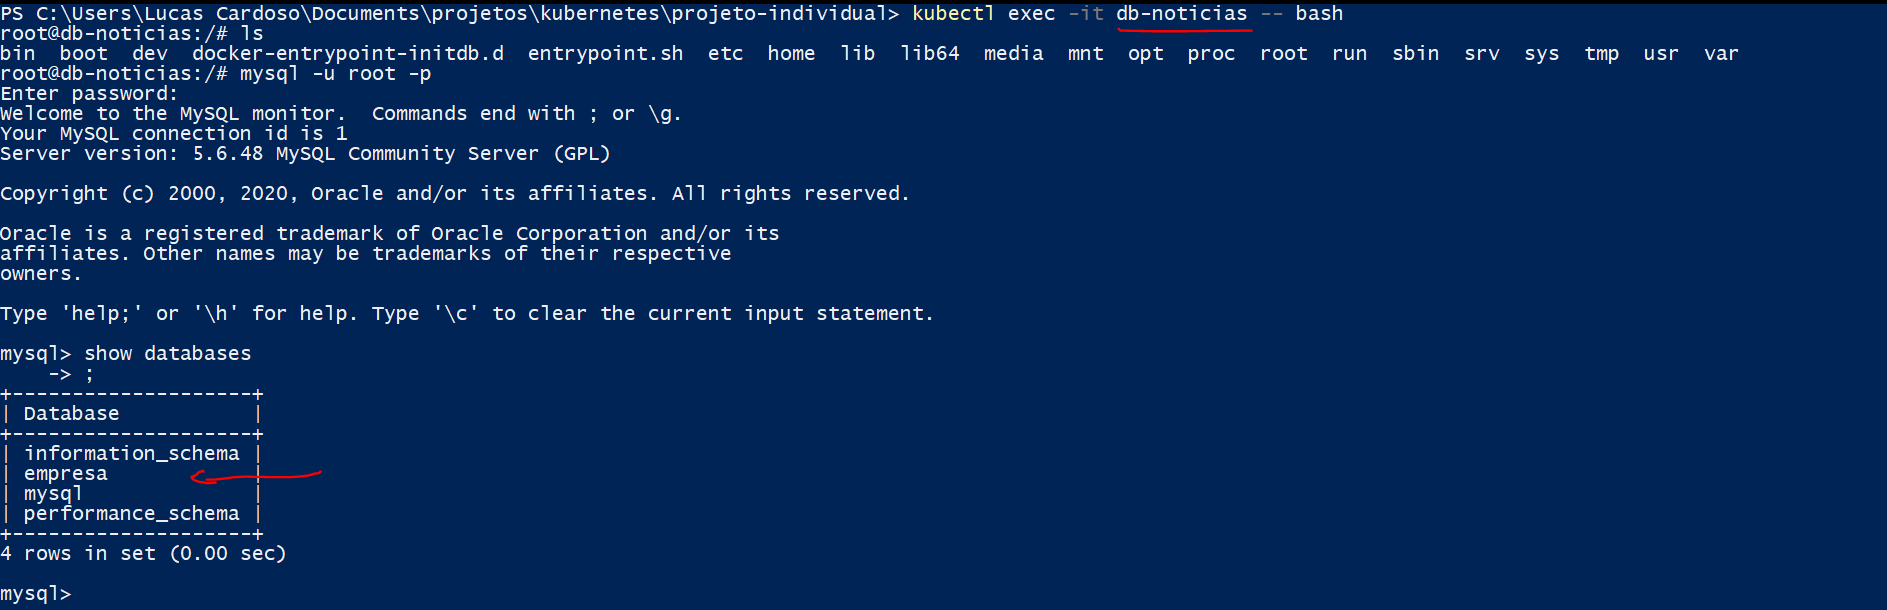 PS C:\Users\Lucas Cardoso\Documents\projetos\kubernetes\projeto-individual> kubectl exec -it db-noticias -- bash
root@db-noticias:/# ls
bin  boot  dev  docker-entrypoint-initdb.d  entrypoint.sh  etc  home  lib  lib64  media  mnt  opt  proc  root  run  sbin  srv  sys  tmp  usr  var
root@db-noticias:/# mysql -u root -p
Enter password:
Welcome to the MySQL monitor.  Commands end with ; or \g.
Your MySQL connection id is 1
Server version: 5.6.48 MySQL Community Server (GPL)

Copyright (c) 2000, 2020, Oracle and/or its affiliates. All rights reserved.

Oracle is a registered trademark of Oracle Corporation and/or its
affiliates. Other names may be trademarks of their respective
owners.

Type 'help;' or '\h' for help. Type '\c' to clear the current input statement.

mysql> show databases
    -> ;
+--------------------+
| Database           |
+--------------------+
| information_schema |
| empresa            |
| mysql              |
| performance_schema |
+--------------------+
4 rows in set (0.00 sec)

mysql>